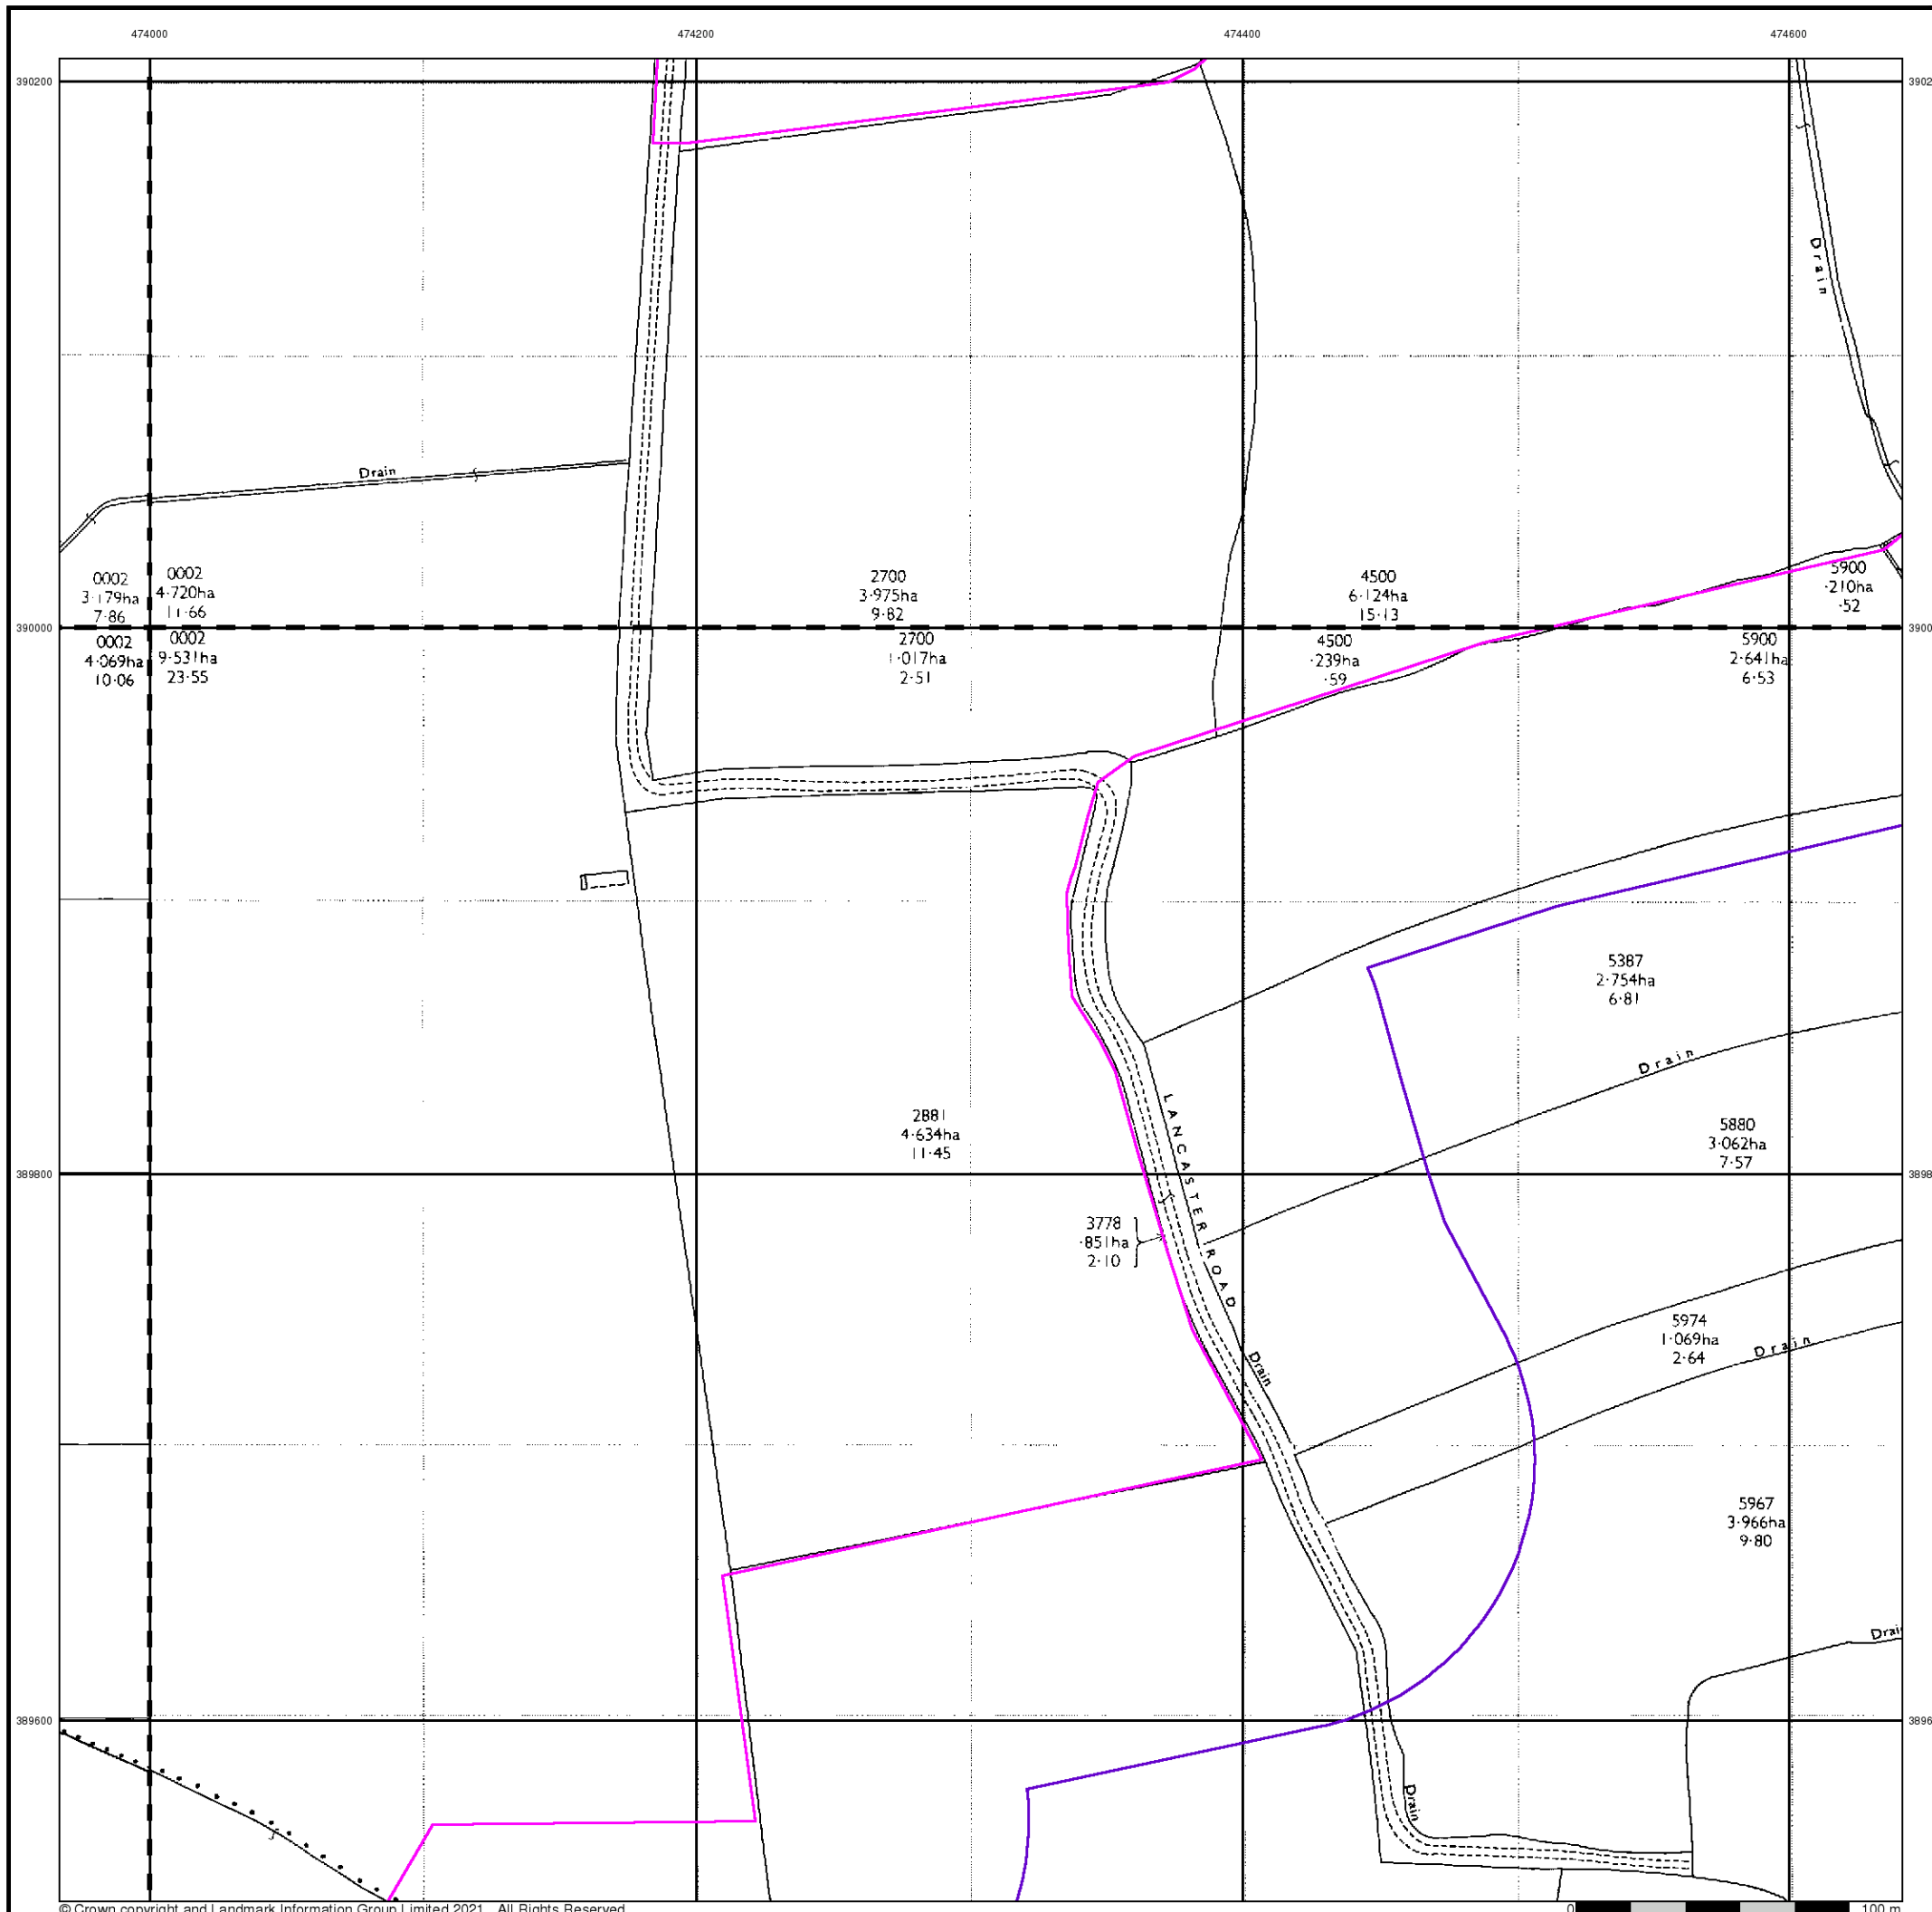 474000 474200 474400 474600
390200
Drain
Drain
0002
3·179ha
7·86
0002
4·720ha
11·66
2700
3·975ha
9·82
4500
6·124ha
15·13
5900
·210ha
·52
390000
0002
4·069ha
10·06
0002
9·531ha
23·55
2700
1·017ha
2·51
4500
·239ha
·59
5900
2·641ha
6·53
5387
2·754ha
6·81
Drain
2881
4·634ha
11·45
5880
3·062ha
7·57
LANCASTER ROAD
389800
3778
·851ha
2·10
5974
1·069ha
2·64
Drain
Drain
5967
3·966ha
9·80
Drain
389600
Drain
© Crown copyright and Landmark Information Group Limited 2021. All Rights Reserved.
0 100 m